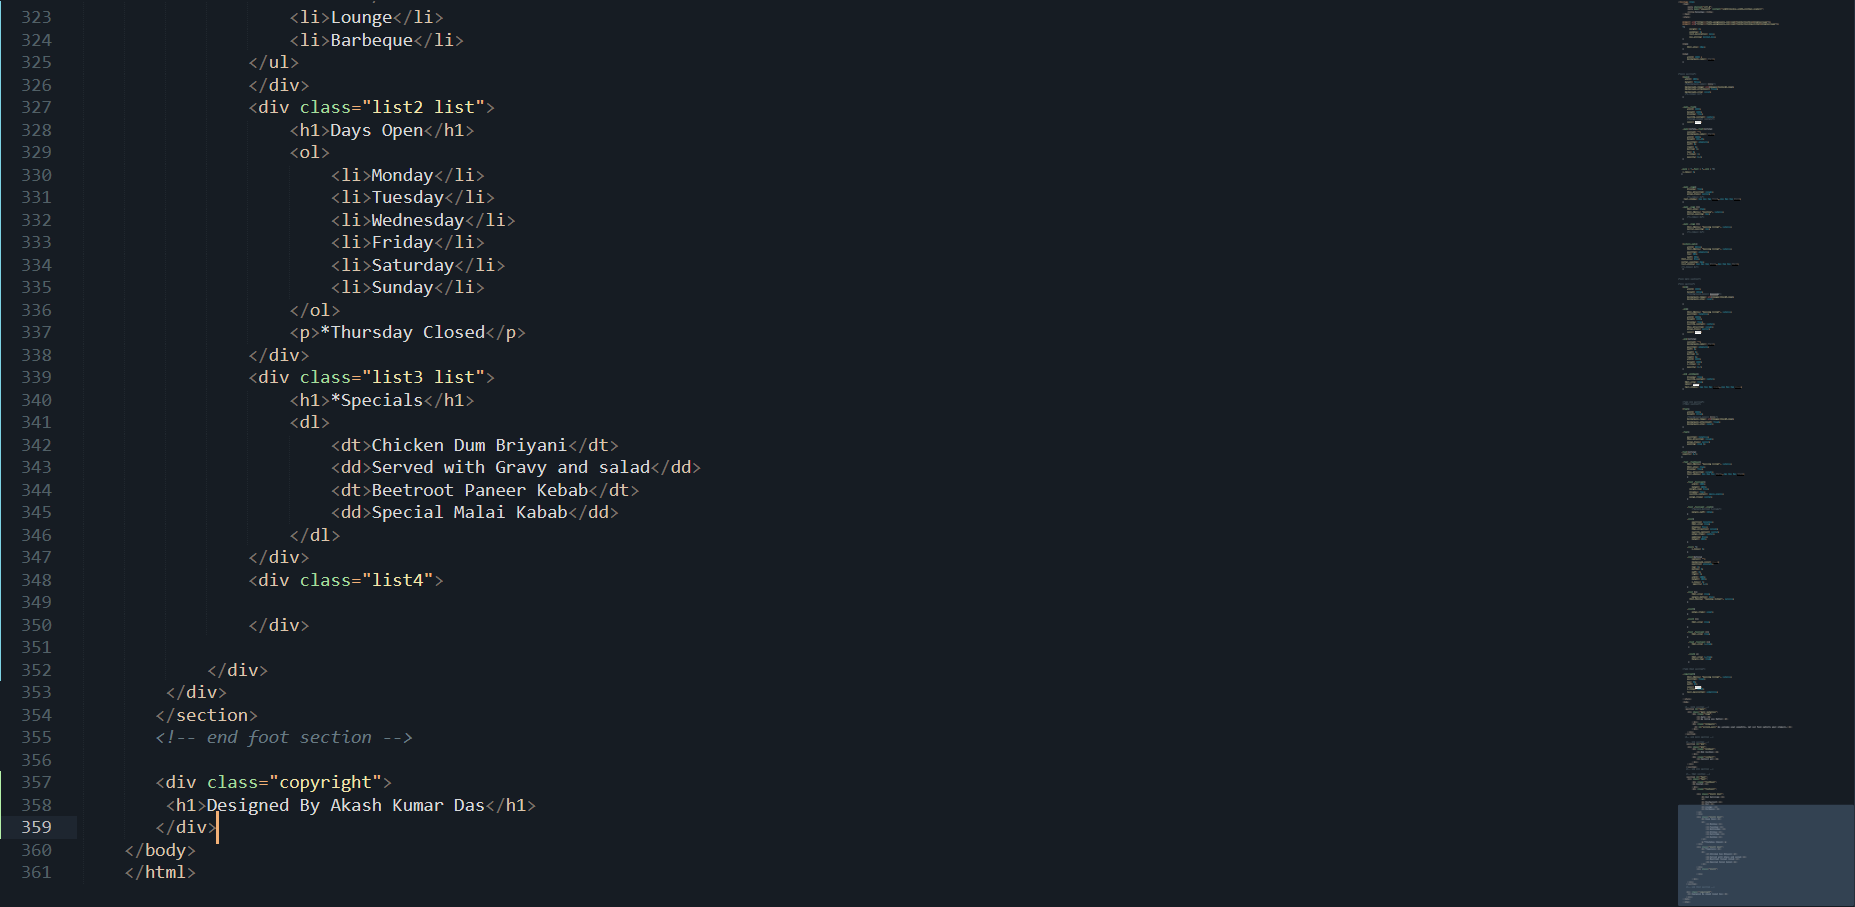 323 <li>Lounge</li>
324 <li>Barbeque</li>
325 </ul>
326 </div>
327 <div class="list2 list">
328 <h1>Days Open</h1>
329 <ol>
330 <li>Monday</li>
331 <li>Tuesday</li>
332 <li>Wednesday</li>
333 <li>Friday</li>
334 <li>Saturday</li>
335 <li>Sunday</li>
336 </ol>
337 <p>*Thursday Closed</p>
338 </div>
339 <div class="list3 list">
340 <h1>*Specials</h1>
341 <dl>
342 <dt>Chicken Dum Briyani</dt>
343 <dd>Served with Gravy and salad</dd>
344 <dt>Beetroot Paneer Kebab</dt>
345 <dd>Special Malai Kabab</dd>
346 </dl>
347 </div>
348 <div class="list4">
349
350 </div>
351
352 </div>
353 </div>
354 </section>
355 <!-- end foot section -->
356
357 <div class="copyright">
358 <h1>Designed By Akash Kumar Das</h1>
359 </div>
360 </body>
361 </html>